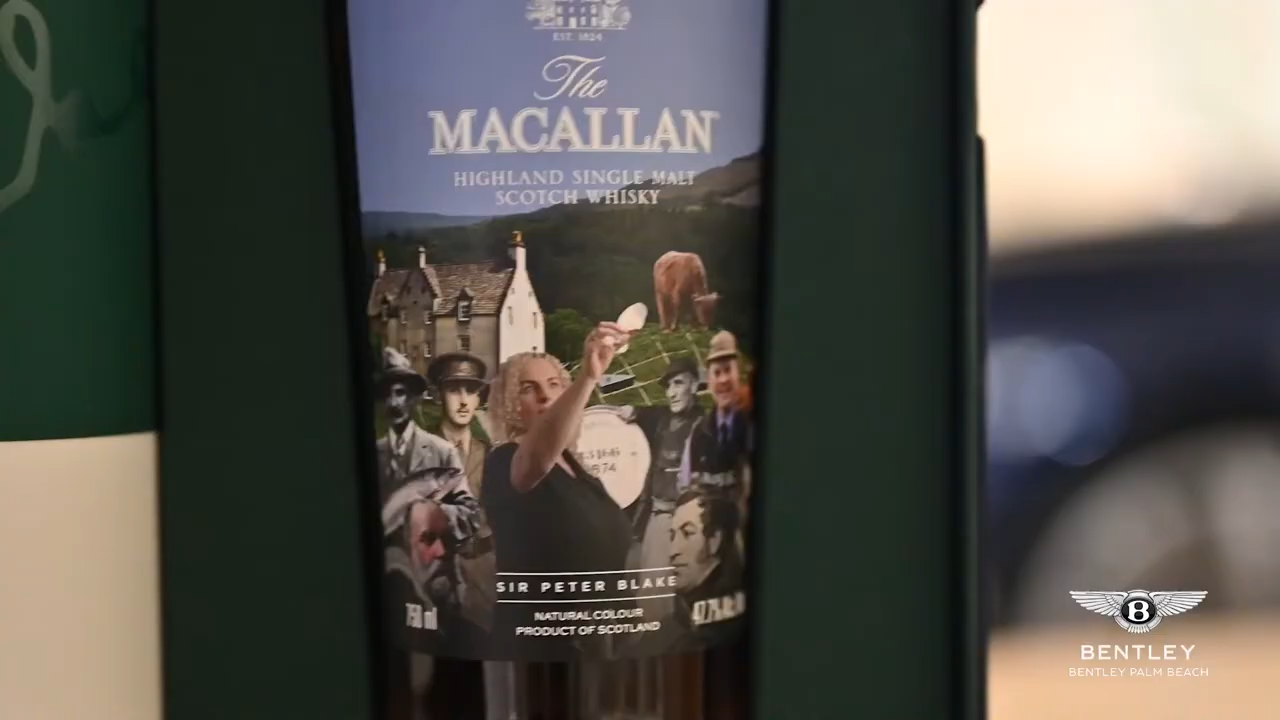 EST. 1824
The
MACALLAN
HIGHLAND SINGLE MALT
SCOTCH WHISKY
SIR PETER BLAKE
NATURAL COLOUR
PRODUCT OF SCOTLAND
750 ml
B
BENTLEY
BENTLEY PALM BEACH